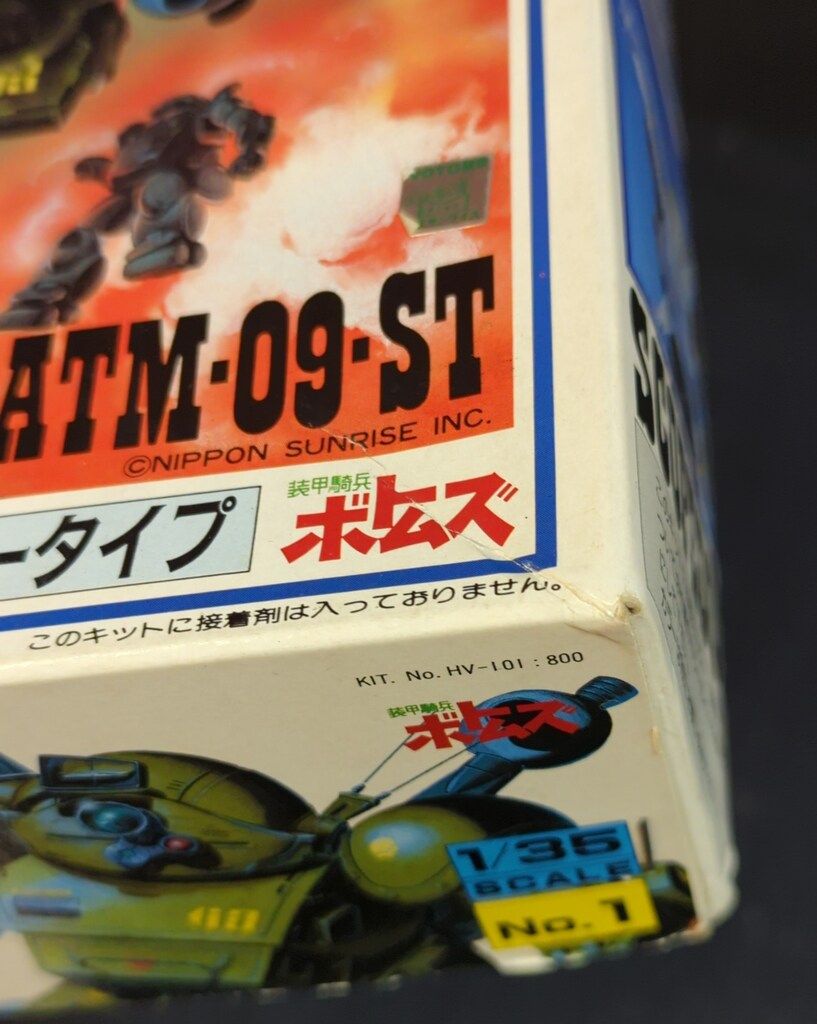 ATM-09-ST
©NIPPON SUNRISE INC.
装甲騎兵
ボトムズ
ータイプ
このキットに接着剤は入っておりません。
KIT. No. HV-101:800
装甲騎兵
ボトムズ
48
1/35
SCALE
No.1